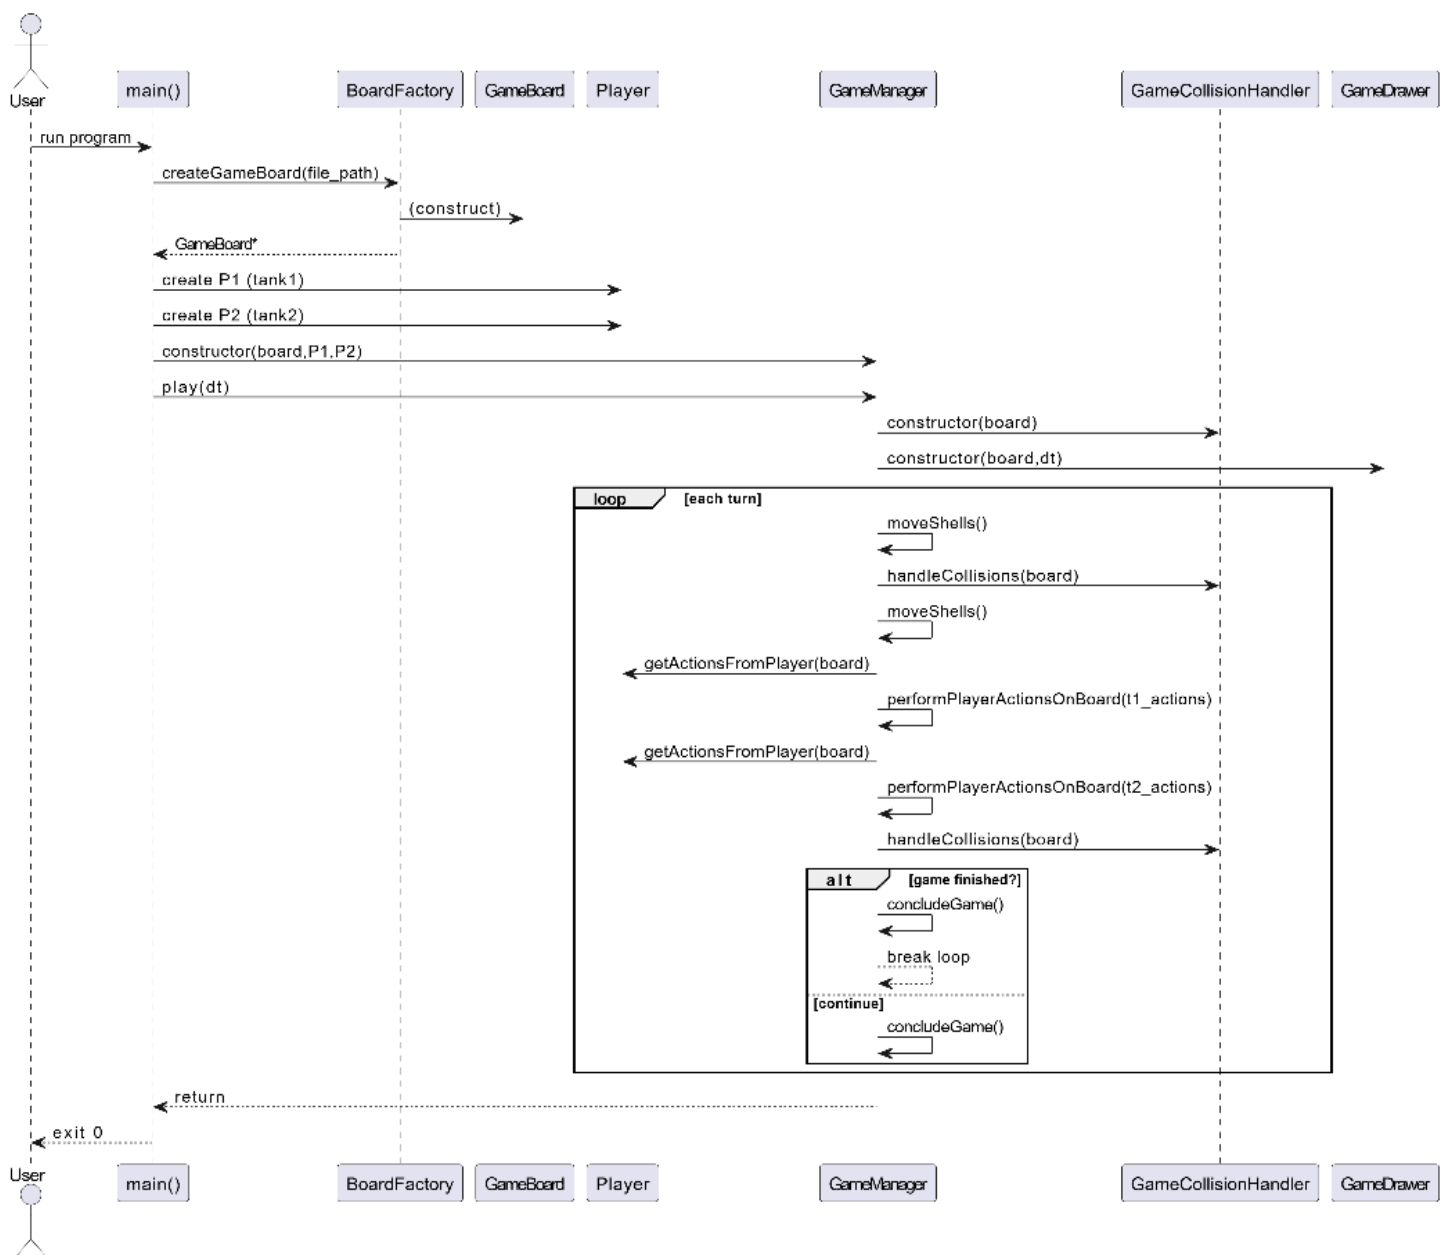 User
main()
BoardFactory
GameBoard
Player
GameManager
GameCollisionHandler
GameDrawer
run program
createGameBoard(file_path)
(construct)
GameBoard*
create P1 (tank1)
create P2 (tank2)
constructor(board,P1,P2)
play(dt)
constructor(board)
constructor(board,dt)
loop [each turn]
moveShells()
handleCollisions(board)
moveShells()
getActionsFromPlayer(board)
performPlayerActionsOnBoard(t1_actions)
getActionsFromPlayer(board)
performPlayerActionsOnBoard(t2_actions)
handleCollisions(board)
alt [game finished?]
concludeGame()
break loop
[continue]
concludeGame()
return
exit 0
User
main()
BoardFactory
GameBoard
Player
GameManager
GameCollisionHandler
GameDrawer